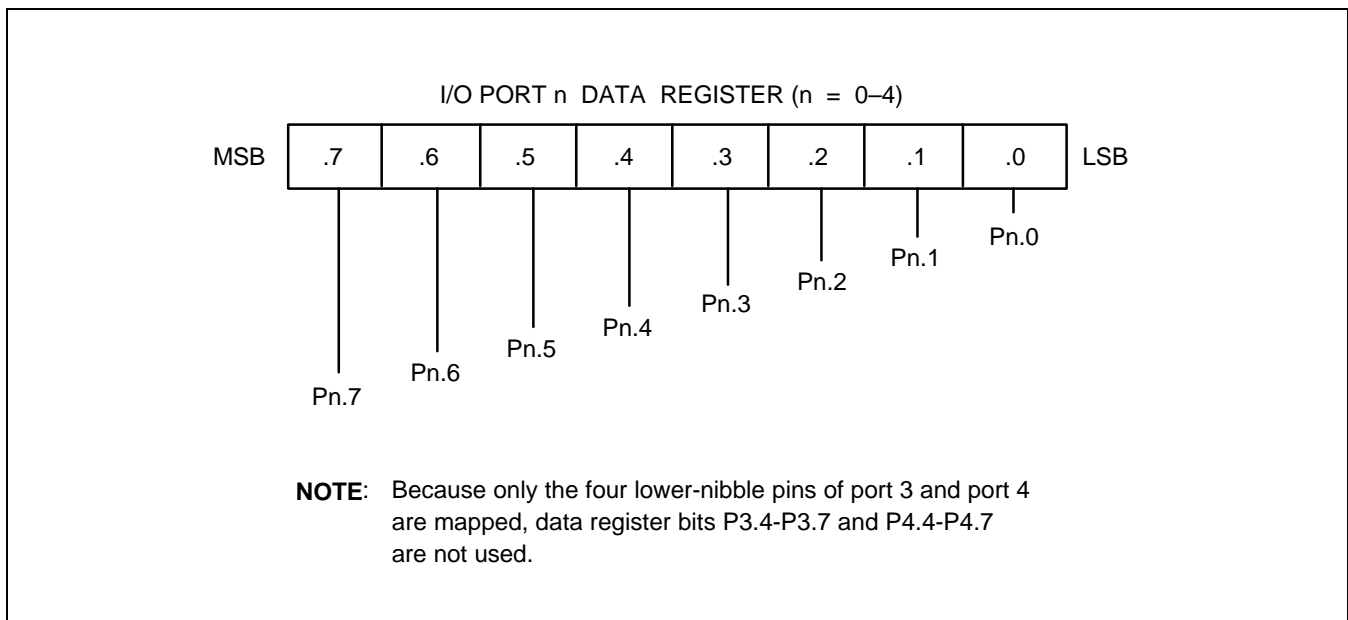 I/O PORT n DATA REGISTER (n = 0–4)
MSB .7 .6 .5 .4 .3 .2 .1 .0 LSB
Pn.0
Pn.1
Pn.2
Pn.3
Pn.4
Pn.5
Pn.6
Pn.7
NOTE: Because only the four lower-nibble pins of port 3 and port 4
are mapped, data register bits P3.4-P3.7 and P4.4-P4.7
are not used.